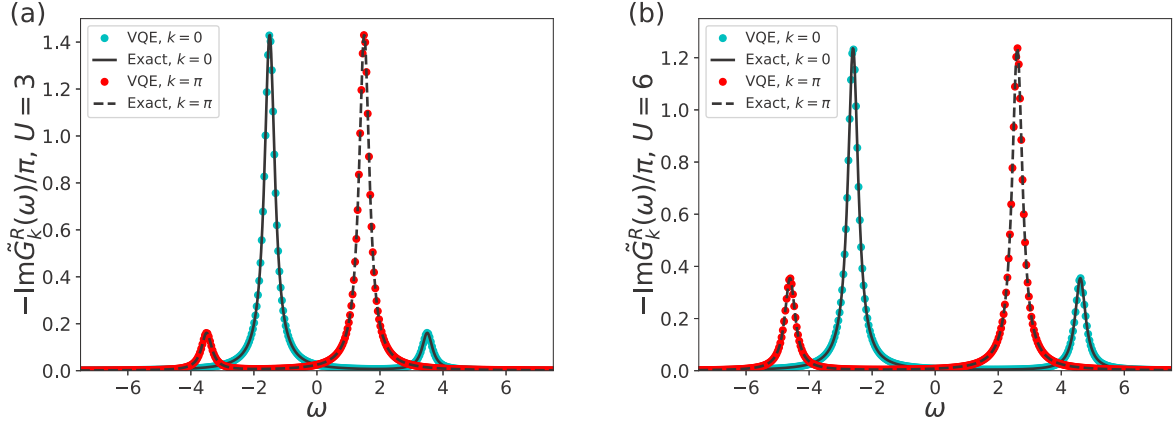 (a)
VQE, k = 0
Exact, k = 0
VQE, k = π
Exact, k = π
−ImG̃ᴿₖ(ω)/π, U = 3
1.4
1.2
1.0
0.8
0.6
0.4
0.2
0.0
−6 −4 −2 0 2 4 6
ω
(b)
VQE, k = 0
Exact, k = 0
VQE, k = π
Exact, k = π
−ImG̃ᴿₖ(ω)/π, U = 6
1.2
1.0
0.8
0.6
0.4
0.2
0.0
−6 −4 −2 0 2 4 6
ω